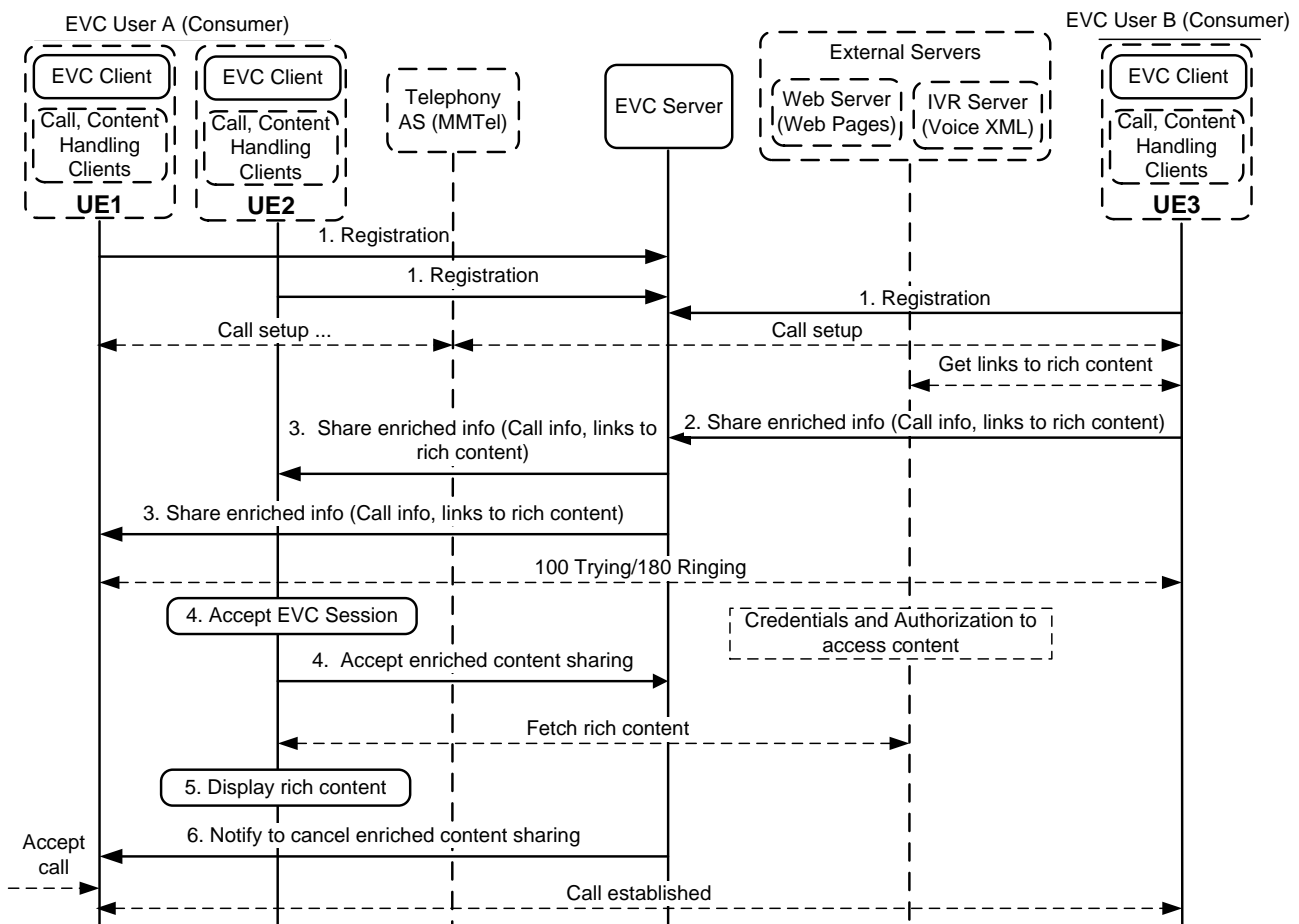 EVC User A (Consumer)
EVC User B (Consumer)
EVC Client
Call, Content
Handling
Clients
UE1
EVC Client
Call, Content
Handling
Clients
UE2
Telephony
AS (MMTel)
EVC Server
External Servers
Web Server
(Web Pages)
IVR Server
(Voice XML)
EVC Client
Call, Content
Handling
Clients
UE3
1. Registration
1. Registration
1. Registration
Call setup ...
Call setup
Get links to rich content
2. Share enriched info (Call info, links to rich content)
3. Share enriched info (Call info, links to
rich content)
3. Share enriched info (Call info, links to rich content)
100 Trying/180 Ringing
4. Accept EVC Session
Credentials and Authorization to
access content
4. Accept enriched content sharing
Fetch rich content
5. Display rich content
6. Notify to cancel enriched content sharing
Accept
call
Call established